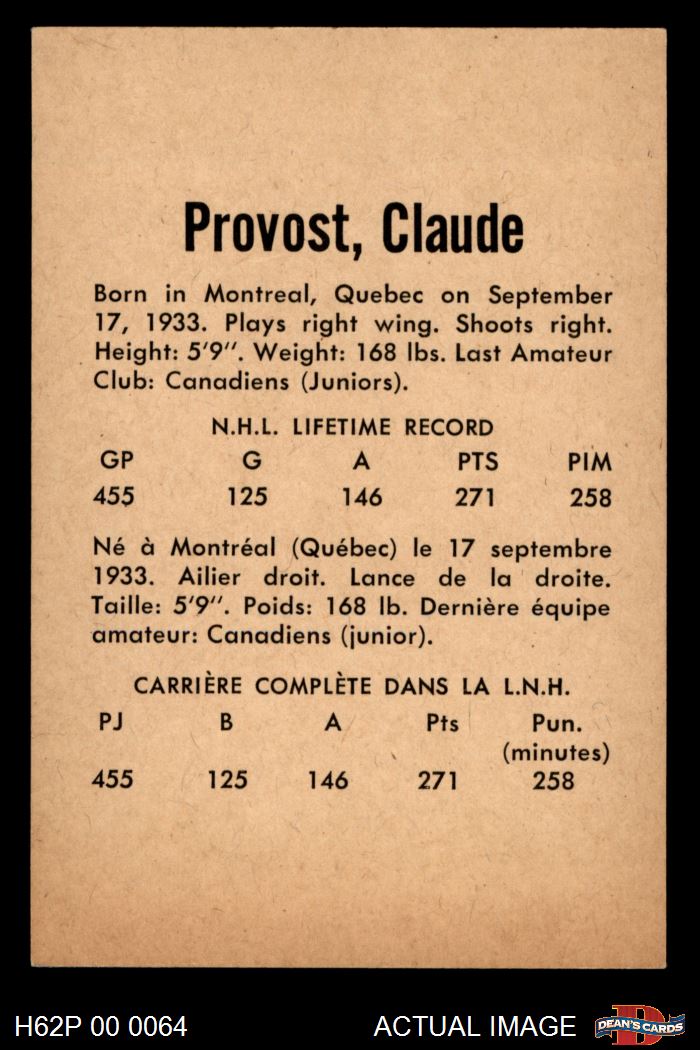 Provost, Claude
Born in Montreal, Quebec on September
17, 1933. Plays right wing. Shoots right.
Height: 5'9". Weight: 168 lbs. Last Amateur
Club: Canadiens (Juniors).
N.H.L. LIFETIME RECORD
GP G A PTS PIM
455 125 146 271 258
Né à Montréal (Québec) le 17 septembre
1933. Ailier droit. Lance de la droite.
Taille: 5'9". Poids: 168 lb. Dernière équipe
amateur: Canadiens (junior).
CARRIÈRE COMPLÈTE DANS LA L.N.H.
PJ B A Pts Pun.
(minutes)
455 125 146 271 258
H62P 00 0064 ACTUAL IMAGE DEAN'S CARDS